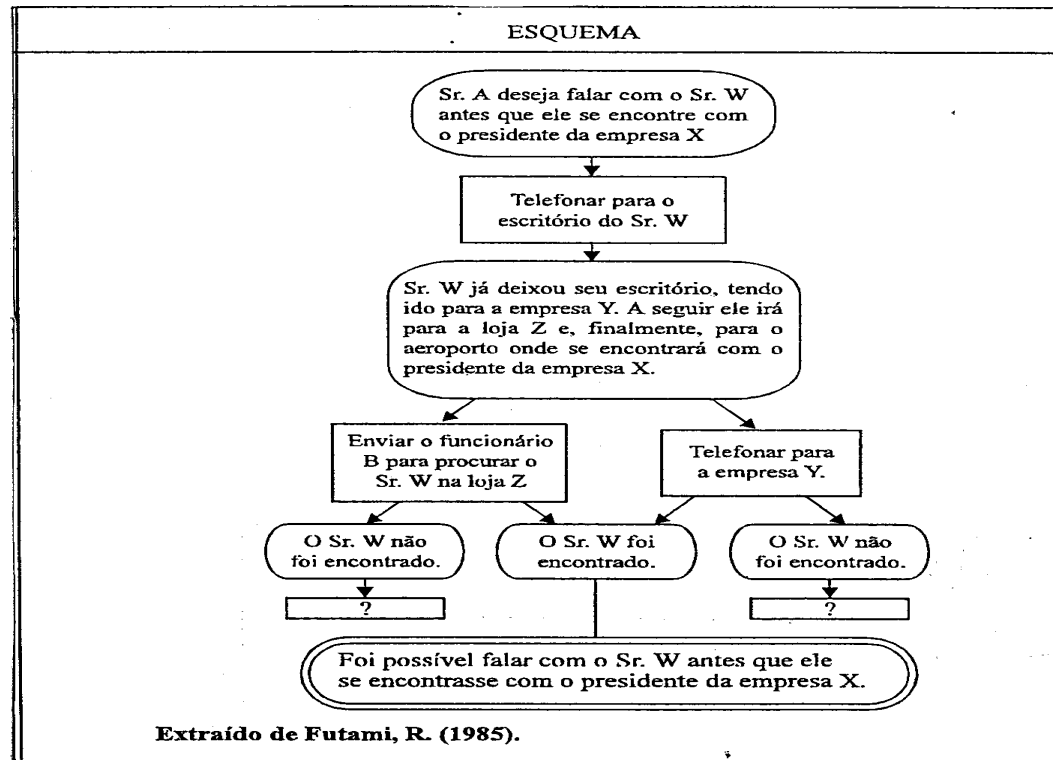 ESQUEMA
Sr. A deseja falar com o Sr. W
antes que ele se encontre com
o presidente da empresa X
Telefonar para o
escritório do Sr. W
Sr. W já deixou seu escritório, tendo
ido para a empresa Y. A seguir ele irá
para a loja Z e, finalmente, para o
aeroporto onde se encontrará com o
presidente da empresa X.
Enviar o funcionário
B para procurar o
Sr. W na loja Z
Telefonar para
a empresa Y.
O Sr. W não
foi encontrado.
O Sr. W foi
encontrado.
O Sr. W não
foi encontrado.
?
?
Foi possível falar com o Sr. W antes que ele
se encontrasse com o presidente da empresa X.
Extraído de Futami, R. (1985).